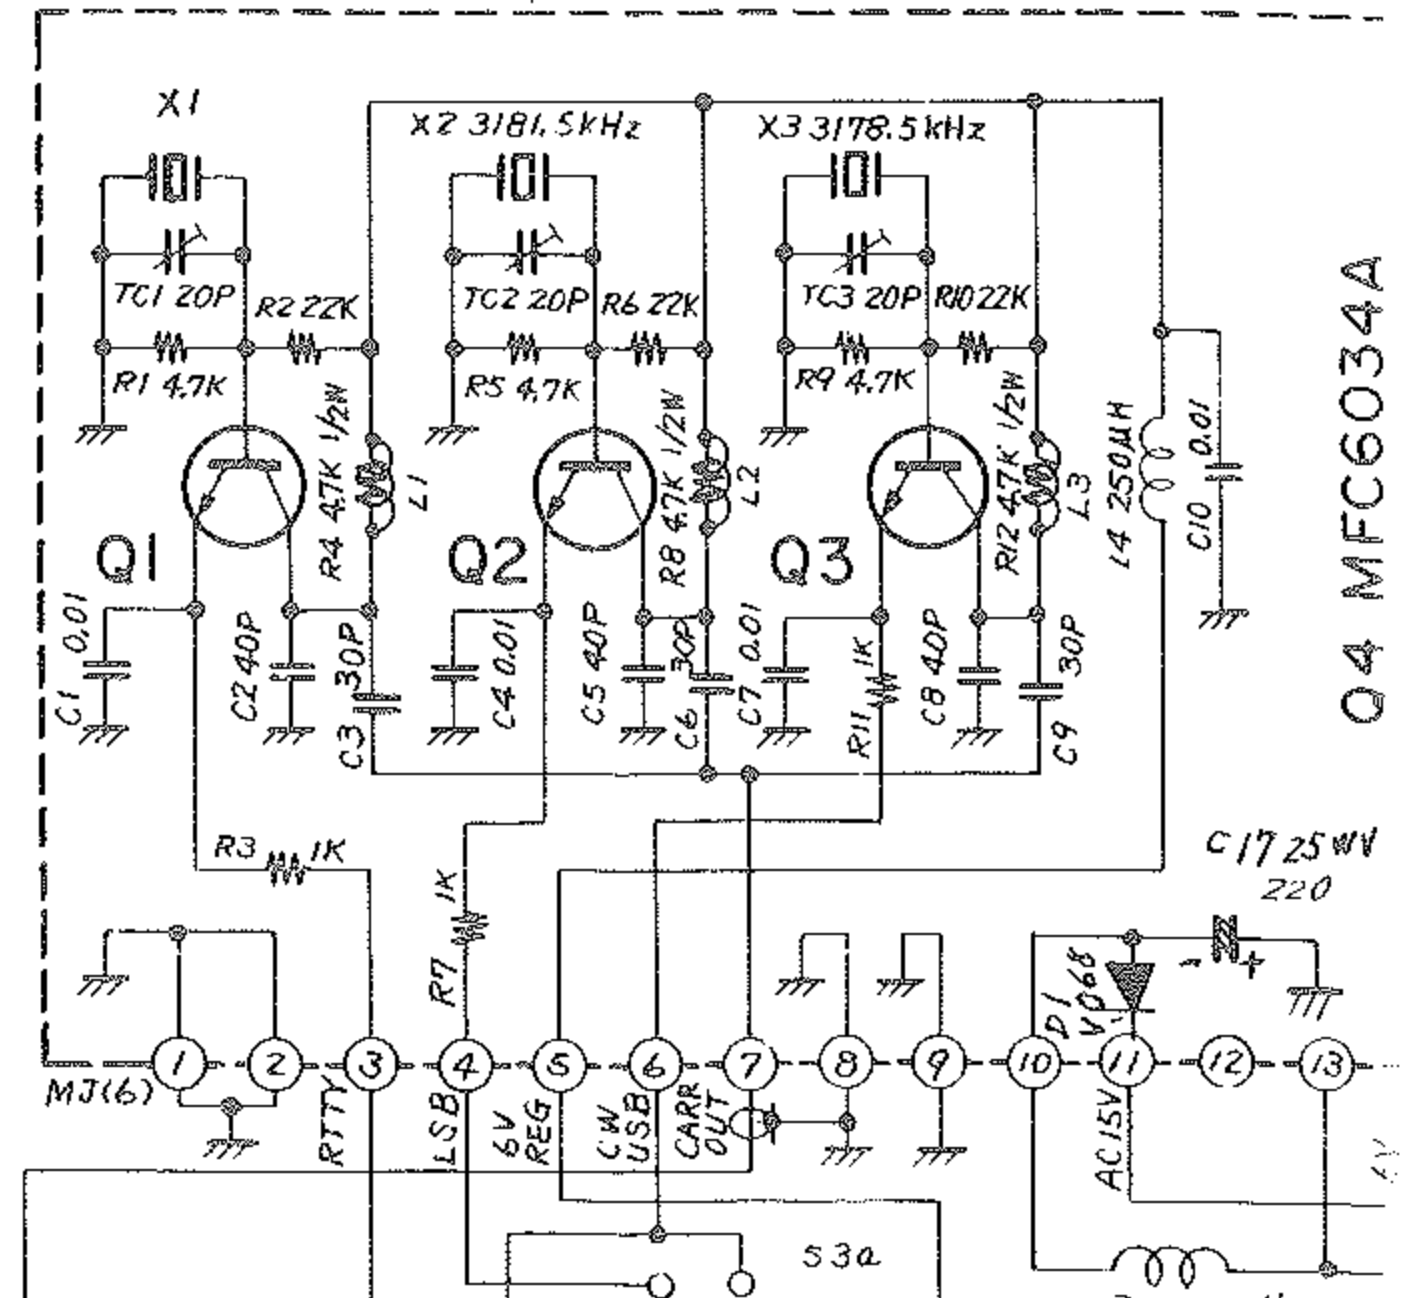 X1
X2 3181.5kHz
X3 3178.5kHz
TC1 20P
R2 22K
TC2 20P
R6 22K
TC3 20P
R10 22K
R1 4.7K
R5 4.7K
R9 4.7K
R4 4.7K 1/2W
L1
R8 4.7K 1/2W
L2
R12 4.7K 1/2W
L3
L4 250μH
C10 0.01
Q4 MFC6034A
Q1
Q2
Q3
C1 0.01
C2 40P
C3 30P
C4 0.01
C5 40P
C6 30P
C7 0.01
R11 1K
C8 40P
C9 30P
R3 1K
R7 1K
C17 25WV
220
- +
D1
V068
1 2 3 4 5 6 7 8 9 10 11 12 13
MJ(6)
RTTY
LSB
6V
REG
CW
USB
CARR
OUT
AC15V
S3a